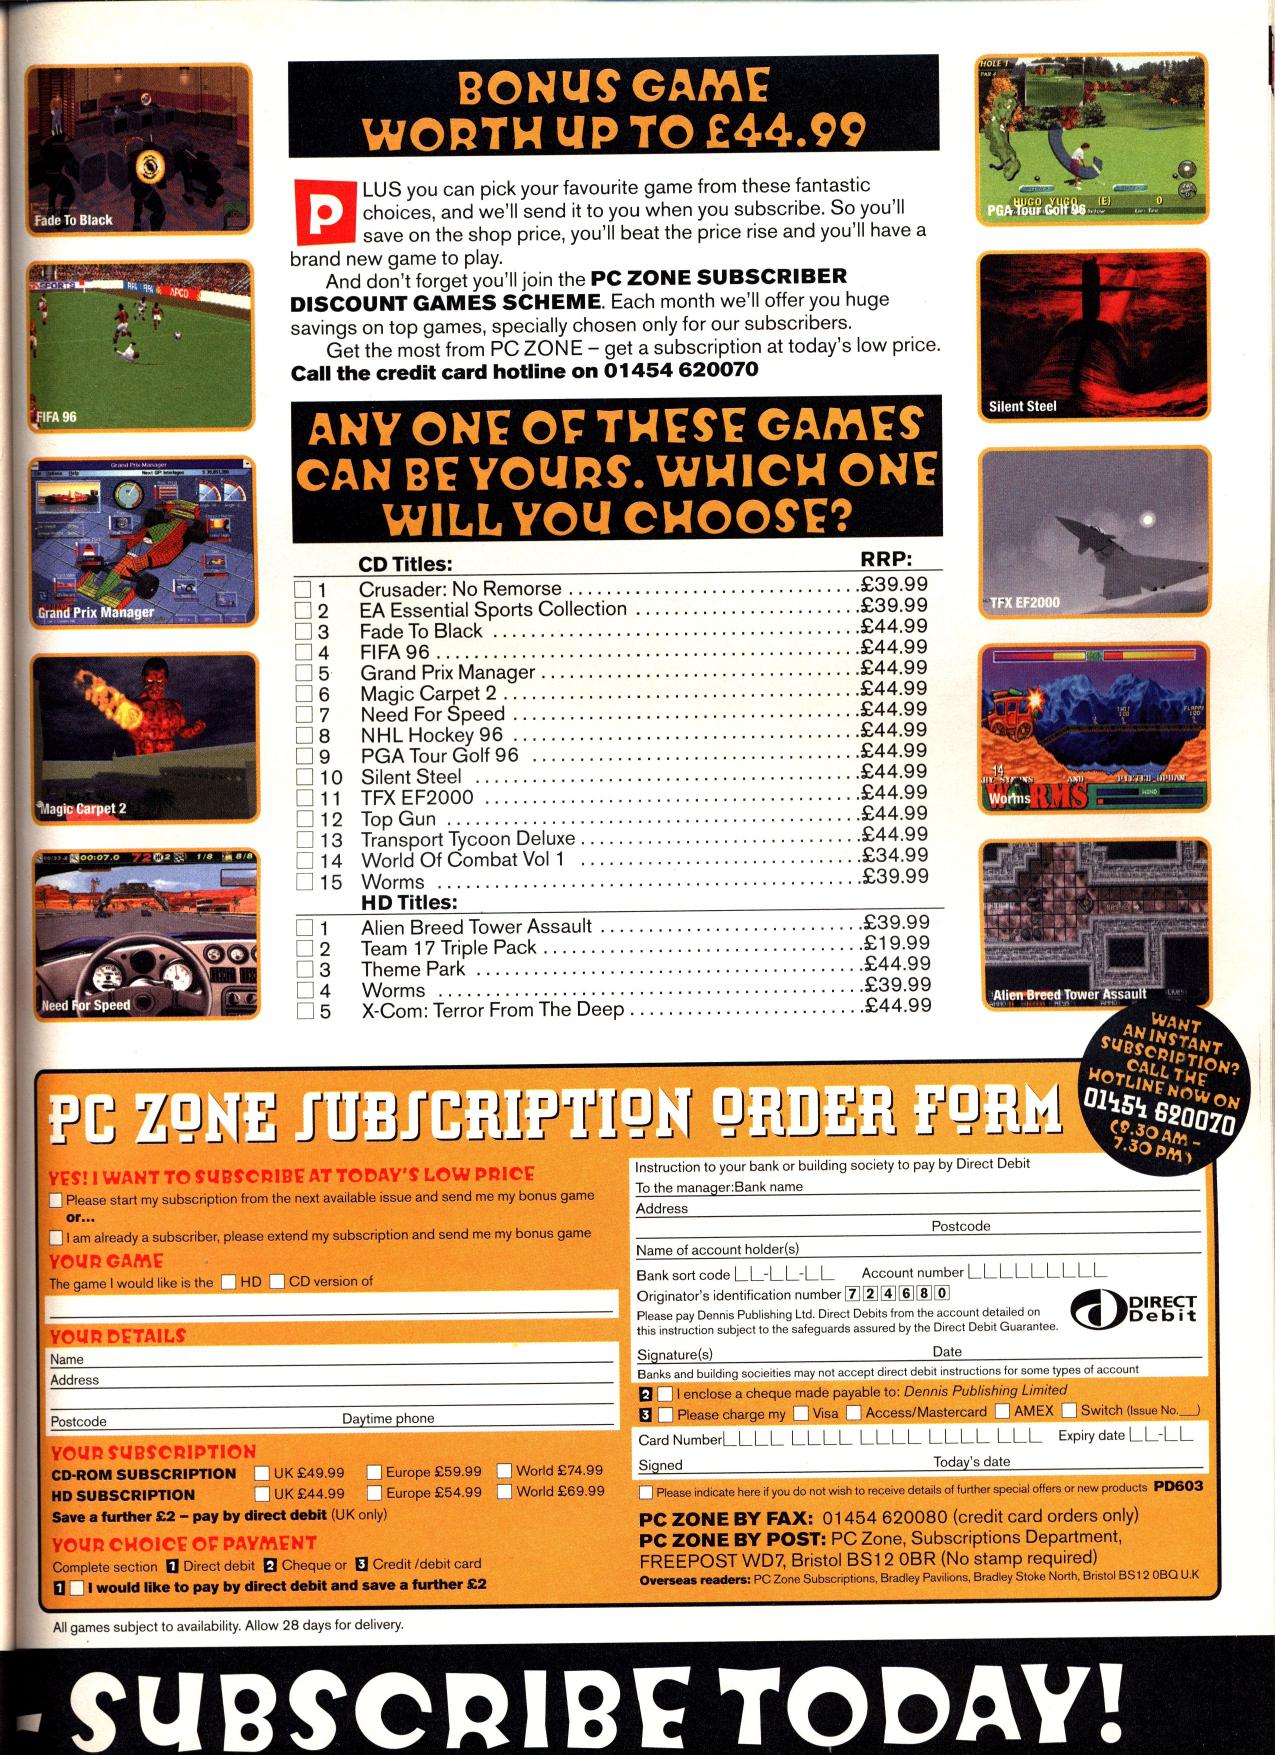 BONUS GAME
WORTH UP TO £44.99
PLUS you can pick your favourite game from these fantastic
choices, and we'll send it to you when you subscribe. So you'll
save on the shop price, you'll beat the price rise and you'll have a
brand new game to play.
And don't forget you'll join the PC ZONE SUBSCRIBER
DISCOUNT GAMES SCHEME. Each month we'll offer you huge
savings on top games, specially chosen only for our subscribers.
Get the most from PC ZONE – get a subscription at today's low price.
Call the credit card hotline on 01454 620070
Fade To Black
FIFA 96
Grand Prix Manager
Grand Prix Manager
Magic Carpet 2
00:07.0 72 1/8 8/8
Need For Speed
HOLE 1
PAR 4
HUGO YUGO (E) 0
PGA Tour Golf 96
Silent Steel
TFX EF2000
WORMS
WIND
Worms
Alien Breed Tower Assault
ANY ONE OF THESE GAMES
CAN BE YOURS. WHICH ONE
WILL YOU CHOOSE?
CD Titles: RRP:
1 Crusader: No Remorse .......... £39.99
2 EA Essential Sports Collection .......... £39.99
3 Fade To Black .......... £44.99
4 FIFA 96 .......... £44.99
5 Grand Prix Manager .......... £44.99
6 Magic Carpet 2 .......... £44.99
7 Need For Speed .......... £44.99
8 NHL Hockey 96 .......... £44.99
9 PGA Tour Golf 96 .......... £44.99
10 Silent Steel .......... £44.99
11 TFX EF2000 .......... £44.99
12 Top Gun .......... £44.99
13 Transport Tycoon Deluxe .......... £44.99
14 World Of Combat Vol 1 .......... £34.99
15 Worms .......... £39.99
HD Titles:
1 Alien Breed Tower Assault .......... £39.99
2 Team 17 Triple Pack .......... £19.99
3 Theme Park .......... £44.99
4 Worms .......... £39.99
5 X-Com: Terror From The Deep .......... £44.99
WANT
AN INSTANT
SUBSCRIPTION?
CALL THE
HOTLINE NOW ON
01454 620070
(9.30 AM –
7.30 PM)
PC ZONE SUBSCRIPTION ORDER FORM
YES! I WANT TO SUBSCRIBE AT TODAY'S LOW PRICE
Please start my subscription from the next available issue and send me my bonus game
or...
I am already a subscriber, please extend my subscription and send me my bonus game
YOUR GAME
The game I would like is the HD CD version of
YOUR DETAILS
Name
Address
Postcode Daytime phone
YOUR SUBSCRIPTION
CD-ROM SUBSCRIPTION UK £49.99 Europe £59.99 World £74.99
HD SUBSCRIPTION UK £44.99 Europe £54.99 World £69.99
Save a further £2 – pay by direct debit (UK only)
YOUR CHOICE OF PAYMENT
Complete section 1 Direct debit 2 Cheque or 3 Credit /debit card
1 I would like to pay by direct debit and save a further £2
Instruction to your bank or building society to pay by Direct Debit
To the manager:Bank name
Address
Postcode
Name of account holder(s)
Bank sort code Account number
Originator's identification number 724680
Please pay Dennis Publishing Ltd. Direct Debits from the account detailed on
this instruction subject to the safeguards assured by the Direct Debit Guarantee.
DIRECT
Debit
Signature(s) Date
Banks and building socieities may not accept direct debit instructions for some types of account
2 I enclose a cheque made payable to: Dennis Publishing Limited
3 Please charge my Visa Access/Mastercard AMEX Switch (Issue No.__)
Card Number Expiry date
Signed Today's date
Please indicate here if you do not wish to receive details of further special offers or new products PD603
PC ZONE BY FAX: 01454 620080 (credit card orders only)
PC ZONE BY POST: PC Zone, Subscriptions Department,
FREEPOST WD7, Bristol BS12 0BR (No stamp required)
Overseas readers: PC Zone Subscriptions, Bradley Pavilions, Bradley Stoke North, Bristol BS12 0BQ U.K
All games subject to availability. Allow 28 days for delivery.
SUBSCRIBE TODAY!